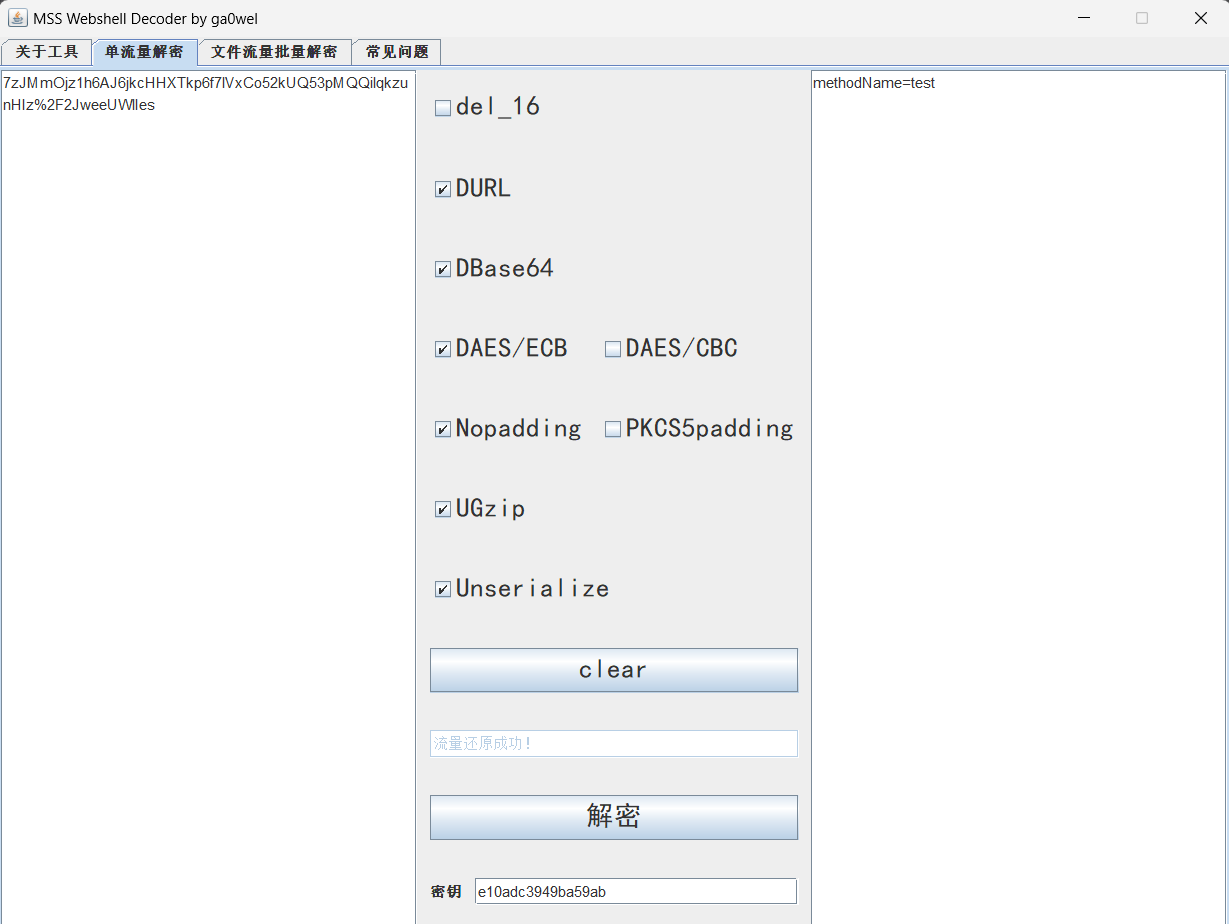 MSS Webshell Decoder by ga0wel
关于工具 单流量解密 文件流量批量解密 常见问题
7zJMmOjz1h6AJ6jkcHHXTkp6f7lVxCo52kUQ53pMQQilqkzu
nHIz%2F2JweeUWlles
methodName=test
del_16
DURL
DBase64
DAES/ECB DAES/CBC
Nopadding PKCS5padding
UGzip
Unserialize
clear
流量还原成功！
解密
密钥 e10adc3949ba59ab